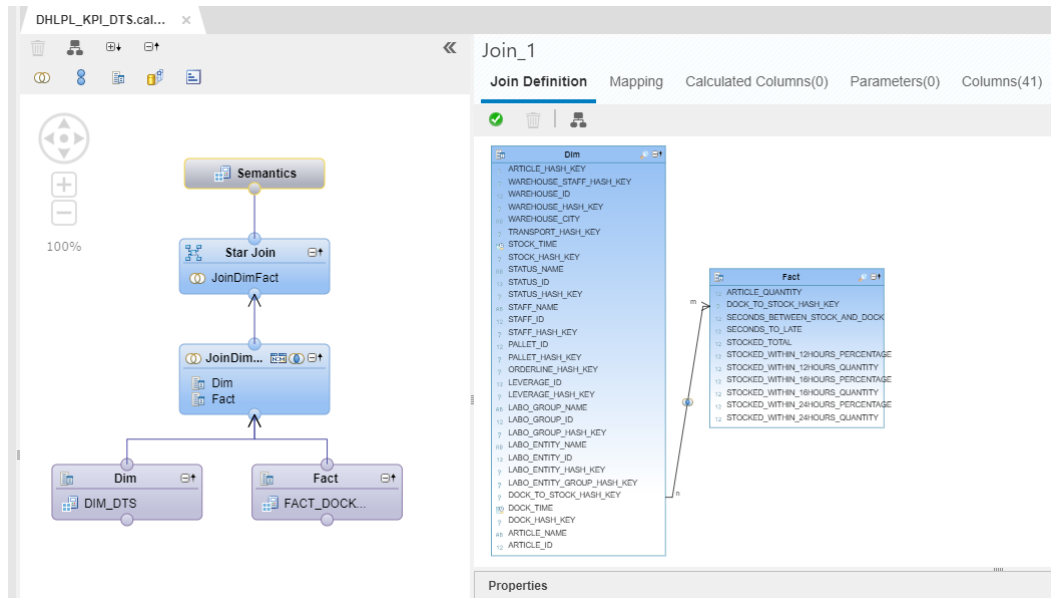 DHLPL_KPI_DTS.cal... ×
Join_1
Join Definition Mapping Calculated Columns(0) Parameters(0) Columns(41)
100%
Semantics
Star Join
JoinDimFact
JoinDim...
Dim
Fact
Dim
DIM_DTS
Fact
FACT_DOCK...
Dim
ARTICLE_HASH_KEY
WAREHOUSE_STAFF_HASH_KEY
WAREHOUSE_ID
WAREHOUSE_HASH_KEY
WAREHOUSE_CITY
TRANSPORT_HASH_KEY
STOCK_TIME
STOCK_HASH_KEY
STATUS_NAME
STATUS_ID
STATUS_HASH_KEY
STAFF_NAME
STAFF_ID
STAFF_HASH_KEY
PALLET_ID
PALLET_HASH_KEY
ORDERLINE_HASH_KEY
LEVERAGE_ID
LEVERAGE_HASH_KEY
LABO_GROUP_NAME
LABO_GROUP_ID
LABO_GROUP_HASH_KEY
LABO_ENTITY_NAME
LABO_ENTITY_ID
LABO_ENTITY_HASH_KEY
LABO_ENTITY_GROUP_HASH_KEY
DOCK_TO_STOCK_HASH_KEY
DOCK_TIME
DOCK_HASH_KEY
ARTICLE_NAME
ARTICLE_ID
n
m
Fact
ARTICLE_QUANTITY
DOCK_TO_STOCK_HASH_KEY
SECONDS_BETWEEN_STOCK_AND_DOCK
SECONDS_TO_LATE
STOCKED_TOTAL
STOCKED_WITHIN_12HOURS_PERCENTAGE
STOCKED_WITHIN_12HOURS_QUANTITY
STOCKED_WITHIN_16HOURS_PERCENTAGE
STOCKED_WITHIN_16HOURS_QUANTITY
STOCKED_WITHIN_24HOURS_PERCENTAGE
STOCKED_WITHIN_24HOURS_QUANTITY
Properties